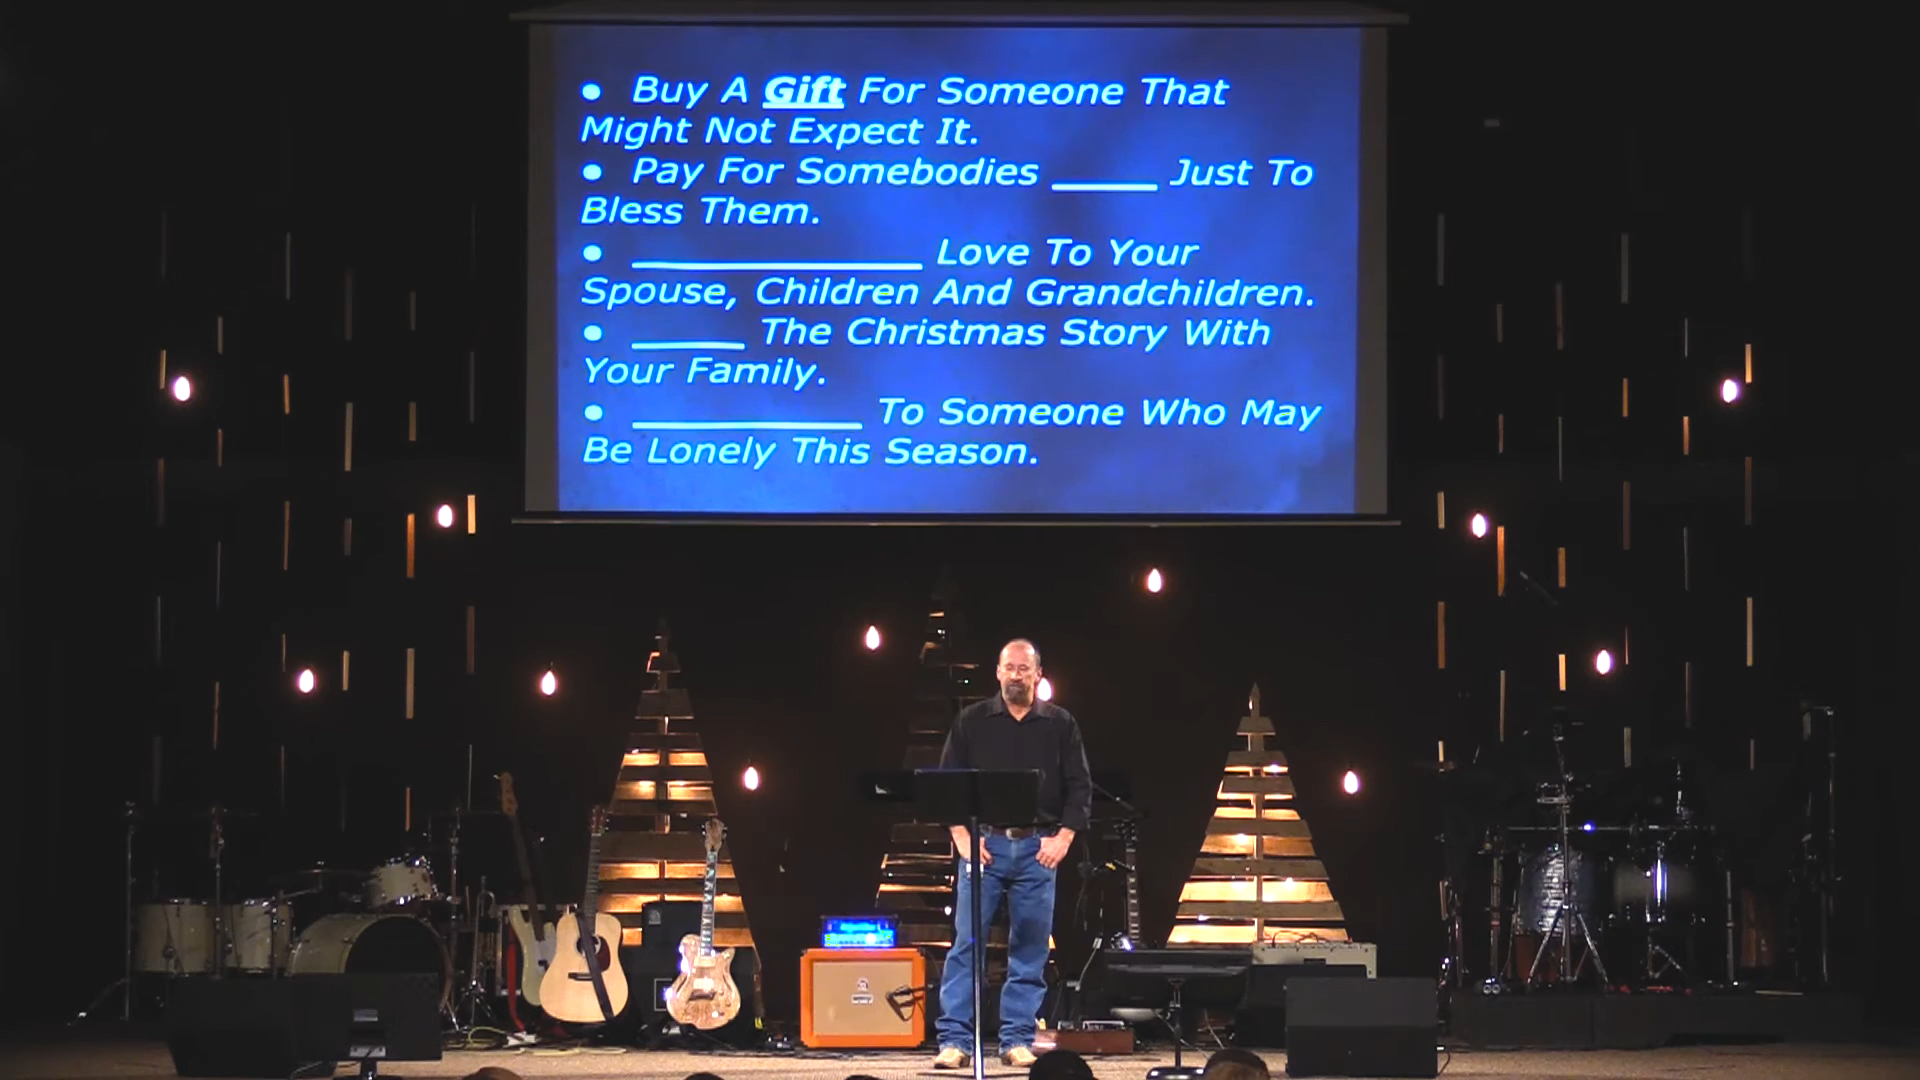 • Buy A Gift For Someone That
Might Not Expect It.
• Pay For Somebodies _____ Just To
Bless Them.
• ______________ Love To Your
Spouse, Children And Grandchildren.
• _____ The Christmas Story With
Your Family.
• ___________ To Someone Who May
Be Lonely This Season.